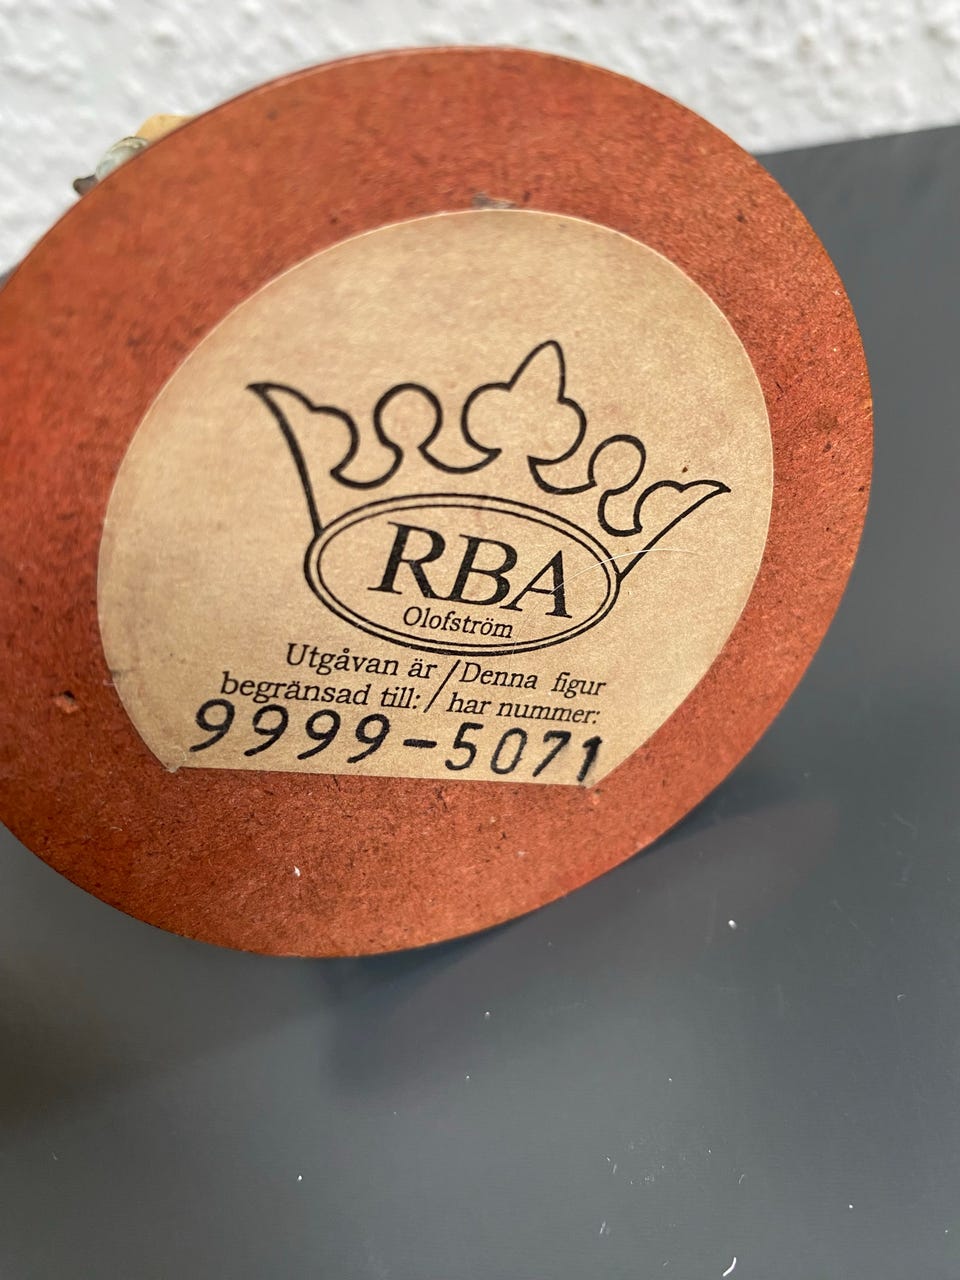 RBA
Olofström
Utgåvan är / Denna figur
begränsad till: / har nummer:
9999-5071